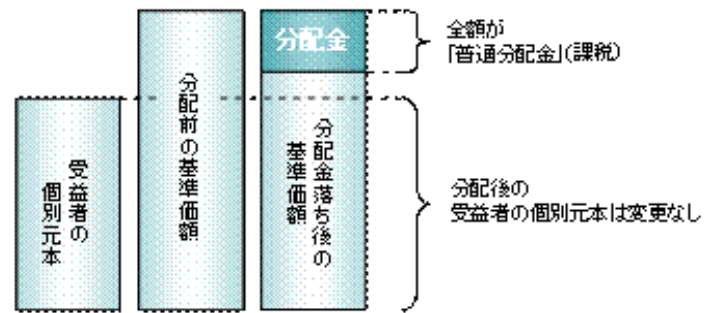 受益者の
個別元本
分配前の基準価額
分配金
分配金落ち後の
基準価額
全額が
「普通分配金」(課税)
分配後の
受益者の個別元本は変更なし